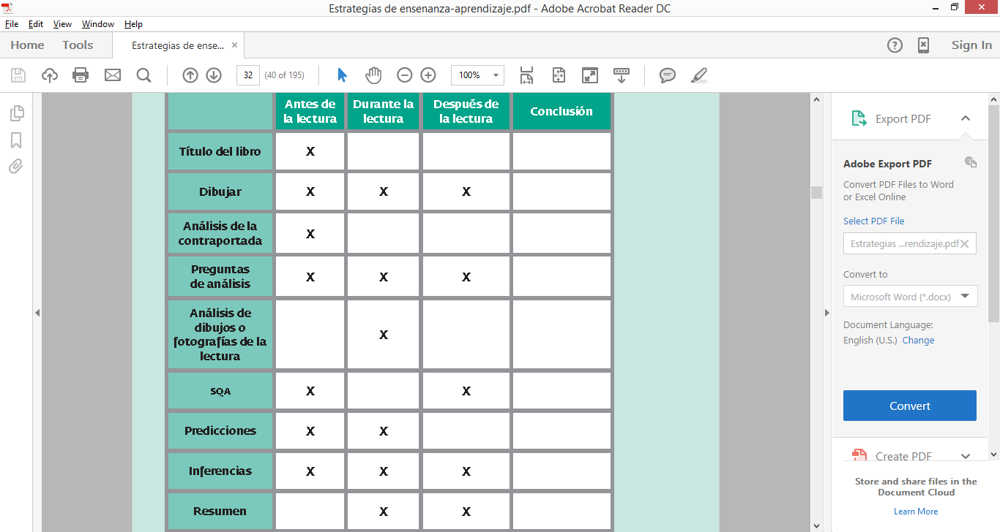 Estrategias de ensenanza-aprendizaje.pdf - Adobe Acrobat Reader DC
File Edit View Window Help
Home Tools Estrategias de ense... × Sign In
32 (40 of 195) 100%
Antes de la lectura Durante la lectura Después de la lectura Conclusión
Título del libro X
Dibujar X X X
Análisis de la
contraportada X
Preguntas
de análisis X X X
Análisis de
dibujos o
fotografías de la
lectura X
SQA X X
Predicciones X X
Inferencias X X X
Resumen X X
Export PDF
Adobe Export PDF
Convert PDF Files to Word
or Excel Online
Select PDF File
Estrategias ...rendizaje.pdf
Convert to
Microsoft Word (*.docx)
Document Language:
English (U.S.) Change
Convert
Create PDF
Store and share files in the
Document Cloud
Learn More